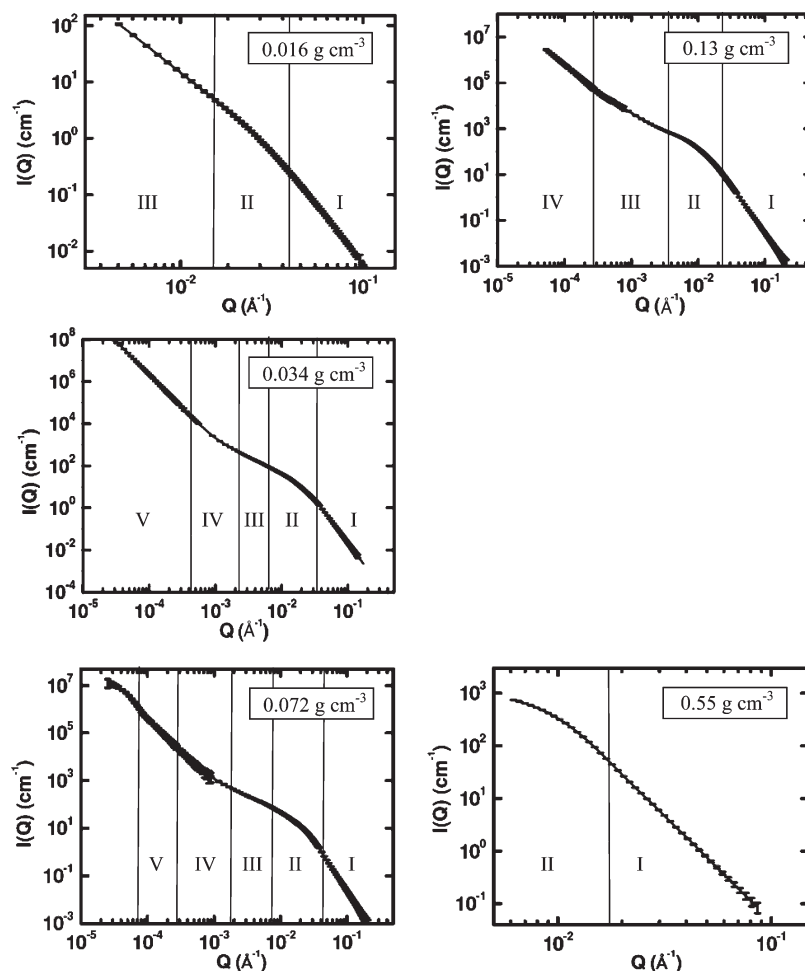 0.016 g cm⁻³
I(Q) (cm⁻¹)
10² 10¹ 10⁰ 10⁻¹ 10⁻²
III II I
10⁻² 10⁻¹
Q (Å⁻¹)
0.13 g cm⁻³
I(Q) (cm⁻¹)
10⁷ 10⁵ 10³ 10¹ 10⁻¹ 10⁻³
IV III II I
10⁻⁵ 10⁻⁴ 10⁻³ 10⁻² 10⁻¹
Q (Å⁻¹)
0.034 g cm⁻³
I(Q) (cm⁻¹)
10⁸ 10⁶ 10⁴ 10² 10⁰ 10⁻² 10⁻⁴
V IV III II I
10⁻⁵ 10⁻⁴ 10⁻³ 10⁻² 10⁻¹
Q (Å⁻¹)
0.072 g cm⁻³
I(Q) (cm⁻¹)
10⁷ 10⁵ 10³ 10¹ 10⁻¹ 10⁻³
V IV III II I
10⁻⁵ 10⁻⁴ 10⁻³ 10⁻² 10⁻¹
Q (Å⁻¹)
0.55 g cm⁻³
I(Q) (cm⁻¹)
10³ 10² 10¹ 10⁰ 10⁻¹
II I
10⁻² 10⁻¹
Q (Å⁻¹)